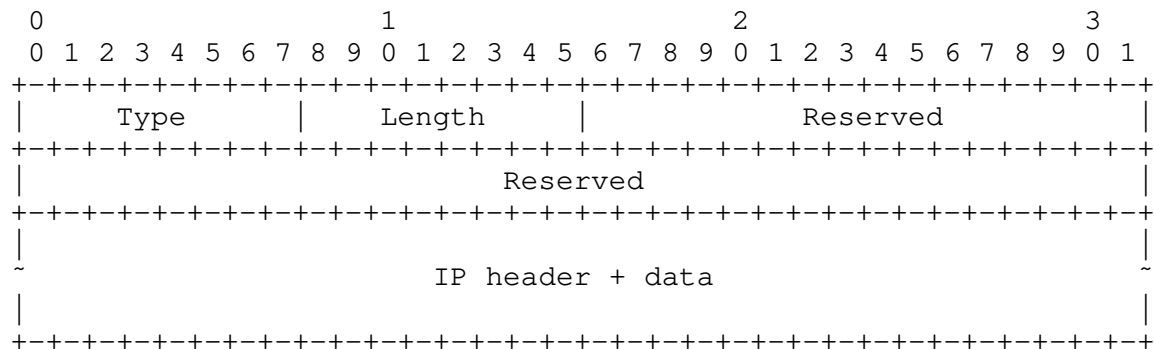 0                   1                   2                   3
 0 1 2 3 4 5 6 7 8 9 0 1 2 3 4 5 6 7 8 9 0 1 2 3 4 5 6 7 8 9 0 1
+-+-+-+-+-+-+-+-+-+-+-+-+-+-+-+-+-+-+-+-+-+-+-+-+-+-+-+-+-+-+-+-+
|     Type      |    Length     |            Reserved           |
+-+-+-+-+-+-+-+-+-+-+-+-+-+-+-+-+-+-+-+-+-+-+-+-+-+-+-+-+-+-+-+-+
|                           Reserved                            |
+-+-+-+-+-+-+-+-+-+-+-+-+-+-+-+-+-+-+-+-+-+-+-+-+-+-+-+-+-+-+-+-+
|                                                               |
~                       IP header + data                        ~
|                                                               |
+-+-+-+-+-+-+-+-+-+-+-+-+-+-+-+-+-+-+-+-+-+-+-+-+-+-+-+-+-+-+-+-+